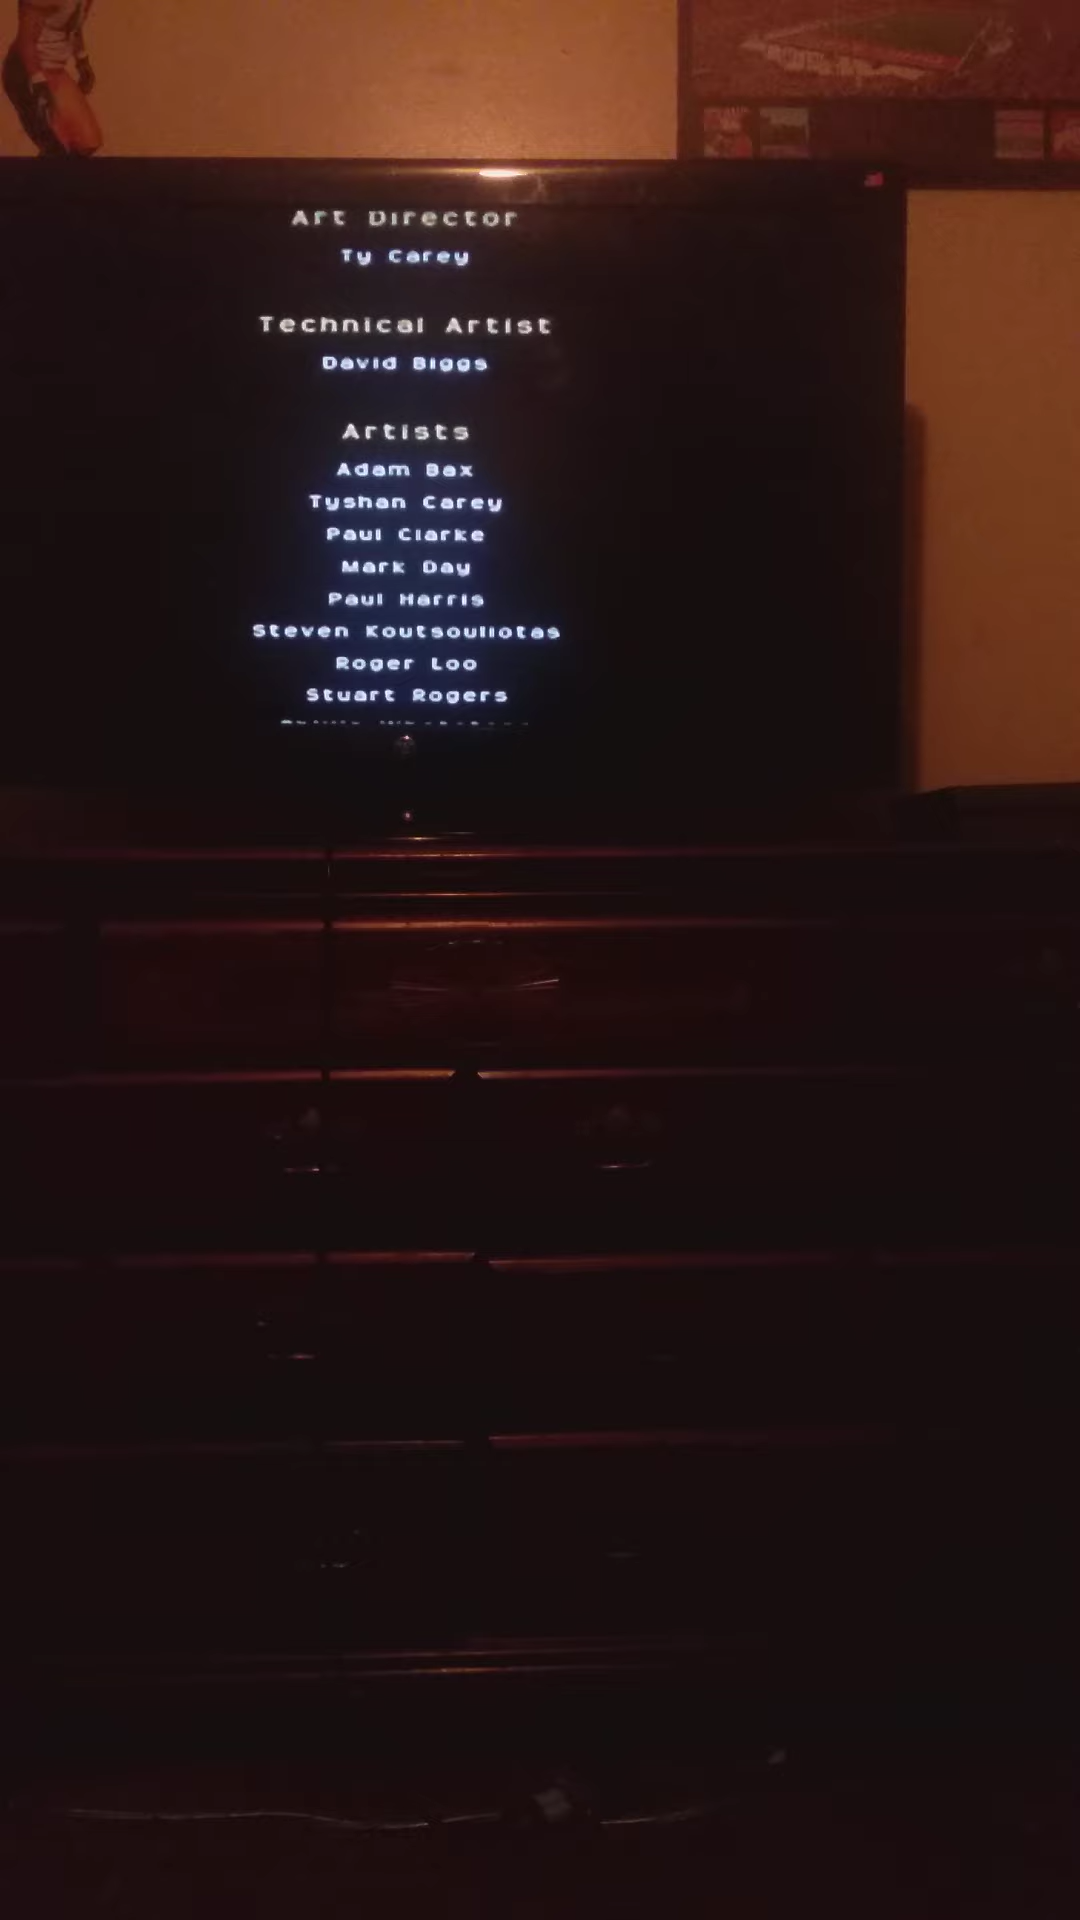 Art Director
Ty Carey
Technical Artist
David Biggs
Artists
Adam Bax
Tyshan Carey
Paul Clarke
Mark Day
Paul Harris
Steven Koutsouliotas
Roger Loo
Stuart Rogers